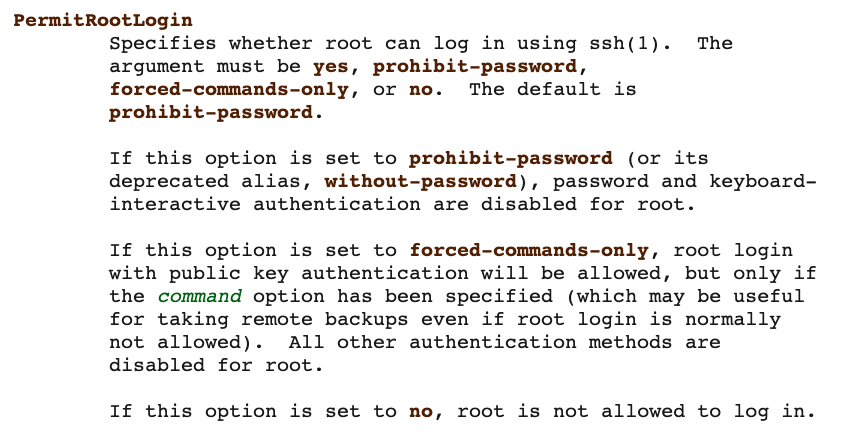 PermitRootLogin
Specifies whether root can log in using ssh(1).  The
argument must be yes, prohibit-password,
forced-commands-only, or no.  The default is
prohibit-password.
If this option is set to prohibit-password (or its
deprecated alias, without-password), password and keyboard-
interactive authentication are disabled for root.
If this option is set to forced-commands-only, root login
with public key authentication will be allowed, but only if
the command option has been specified (which may be useful
for taking remote backups even if root login is normally
not allowed).  All other authentication methods are
disabled for root.
If this option is set to no, root is not allowed to log in.